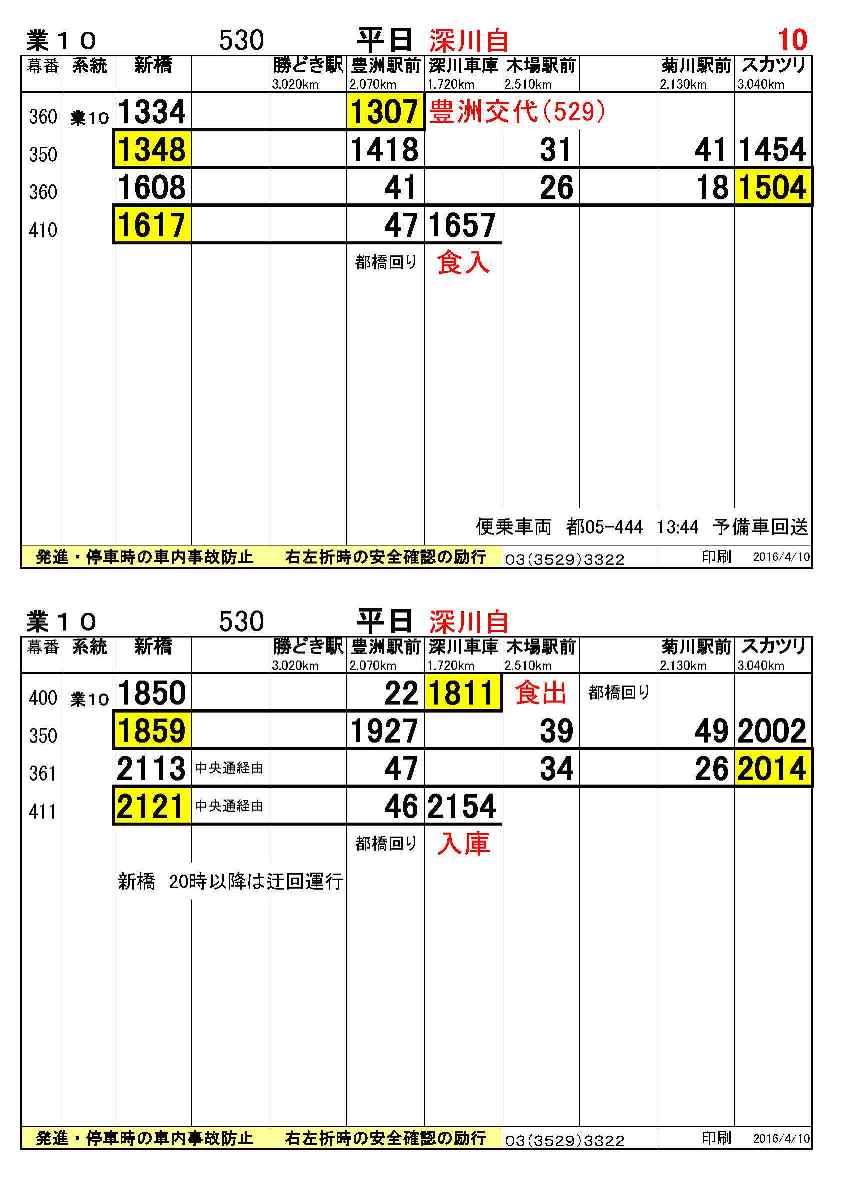 業１０ 530 平日 深川自 10
幕番 系統 新橋 勝どき駅 豊洲駅前 深川車庫 木場駅前 菊川駅前 スカツリ
3.020km 2.070km 1.720km 2.510km 2.130km 3.040km
360 業10 1334 1307 豊洲交代(529)
350 1348 1418 31 41 1454
360 1608 41 26 18 1504
410 1617 47 1657
都橋回り 食入
便乗車両 都05-444 13:44 予備車回送
発進・停車時の車内事故防止 右左折時の安全確認の励行 03(3529)3322 印刷 2016/4/10
業１０ 530 平日 深川自
幕番 系統 新橋 勝どき駅 豊洲駅前 深川車庫 木場駅前 菊川駅前 スカツリ
3.020km 2.070km 1.720km 2.510km 2.130km 3.040km
400 業10 1850 22 1811 食出 都橋回り
350 1859 1927 39 49 2002
361 2113 中央通経由 47 34 26 2014
411 2121 中央通経由 46 2154
都橋回り 入庫
新橋 20時以降は迂回運行
発進・停車時の車内事故防止 右左折時の安全確認の励行 03(3529)3322 印刷 2016/4/10